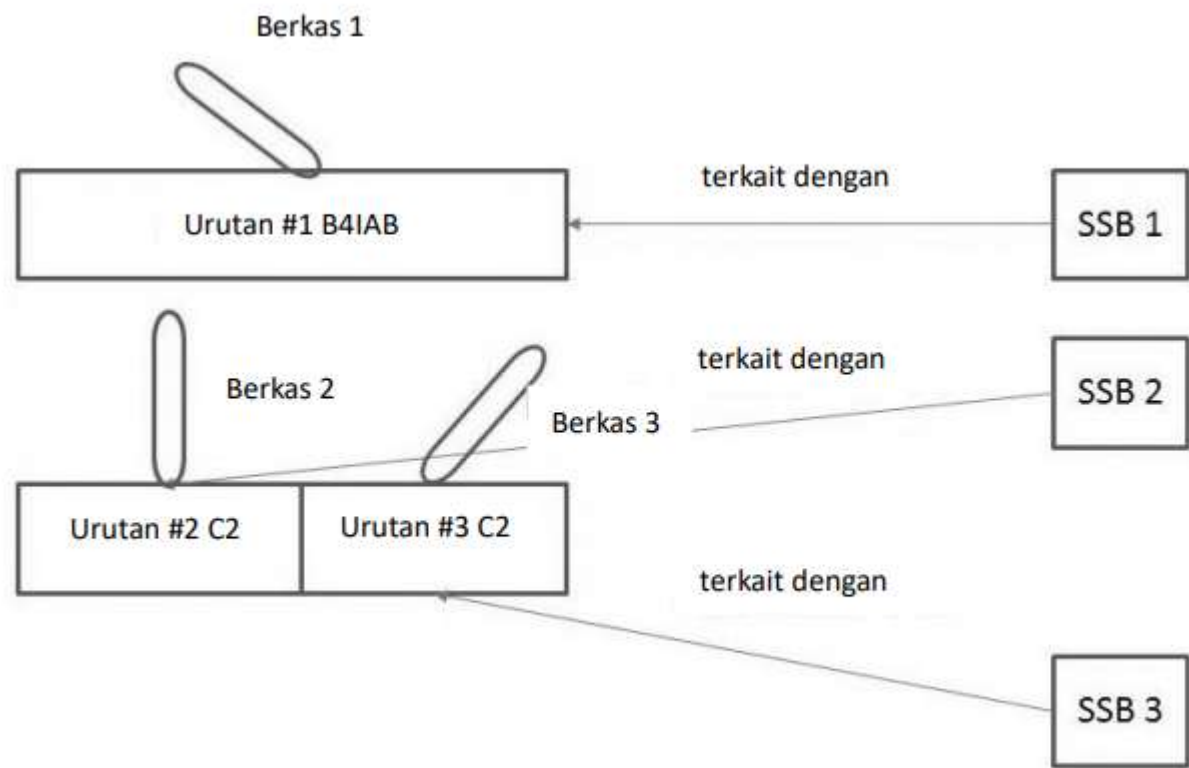 Berkas 1
terkait dengan
Urutan #1 B4IAB
SSB 1
terkait dengan
Berkas 2
SSB 2
Berkas 3
Urutan #2 C2
Urutan #3 C2
terkait dengan
SSB 3